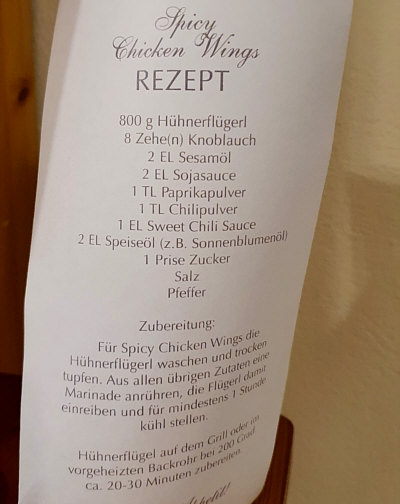 Spicy
Chicken Wings
REZEPT
800 g Hühnerflügerl
8 Zehe(n) Knoblauch
2 EL Sesamöl
2 EL Sojasauce
1 TL Paprikapulver
1 TL Chilipulver
1 EL Sweet Chili Sauce
2 EL Speiseöl (z.B. Sonnenblumenöl)
1 Prise Zucker
Salz
Pfeffer
Zubereitung:
Für Spicy Chicken Wings die
Hühnerflügerl waschen und trocken
tupfen. Aus allen übrigen Zutaten eine
Marinade anrühren, die Flügerl damit
einreiben und für mindestens 1 Stunde
kühl stellen.
Hühnerflügel auf dem Grill oder im
vorgeheizten Backrohr bei 200 Grad
ca. 20-30 Minuten zubereiten.